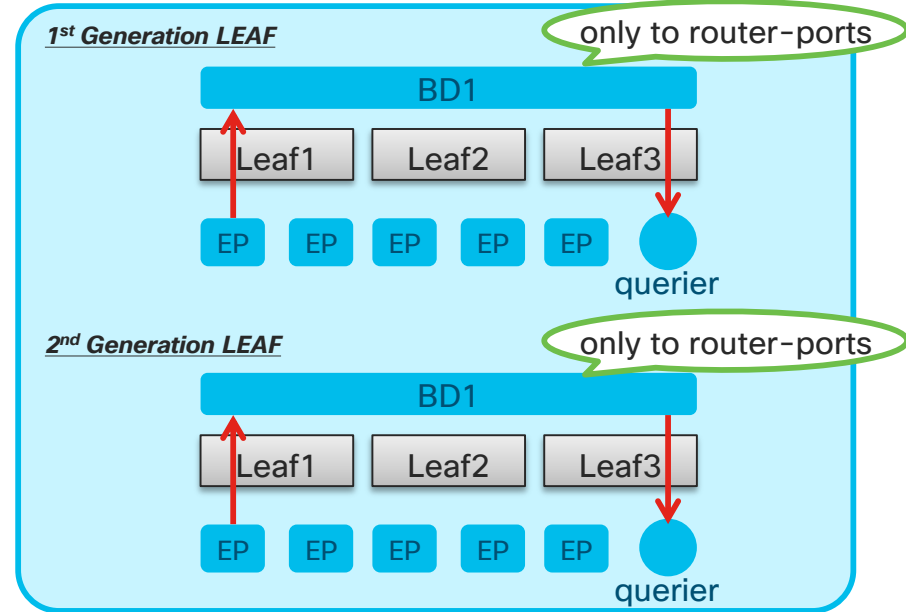 1st Generation LEAF
only to router-ports
BD1
Leaf1 Leaf2 Leaf3
EP EP EP EP EP
querier
2nd Generation LEAF
only to router-ports
BD1
Leaf1 Leaf2 Leaf3
EP EP EP EP EP
querier